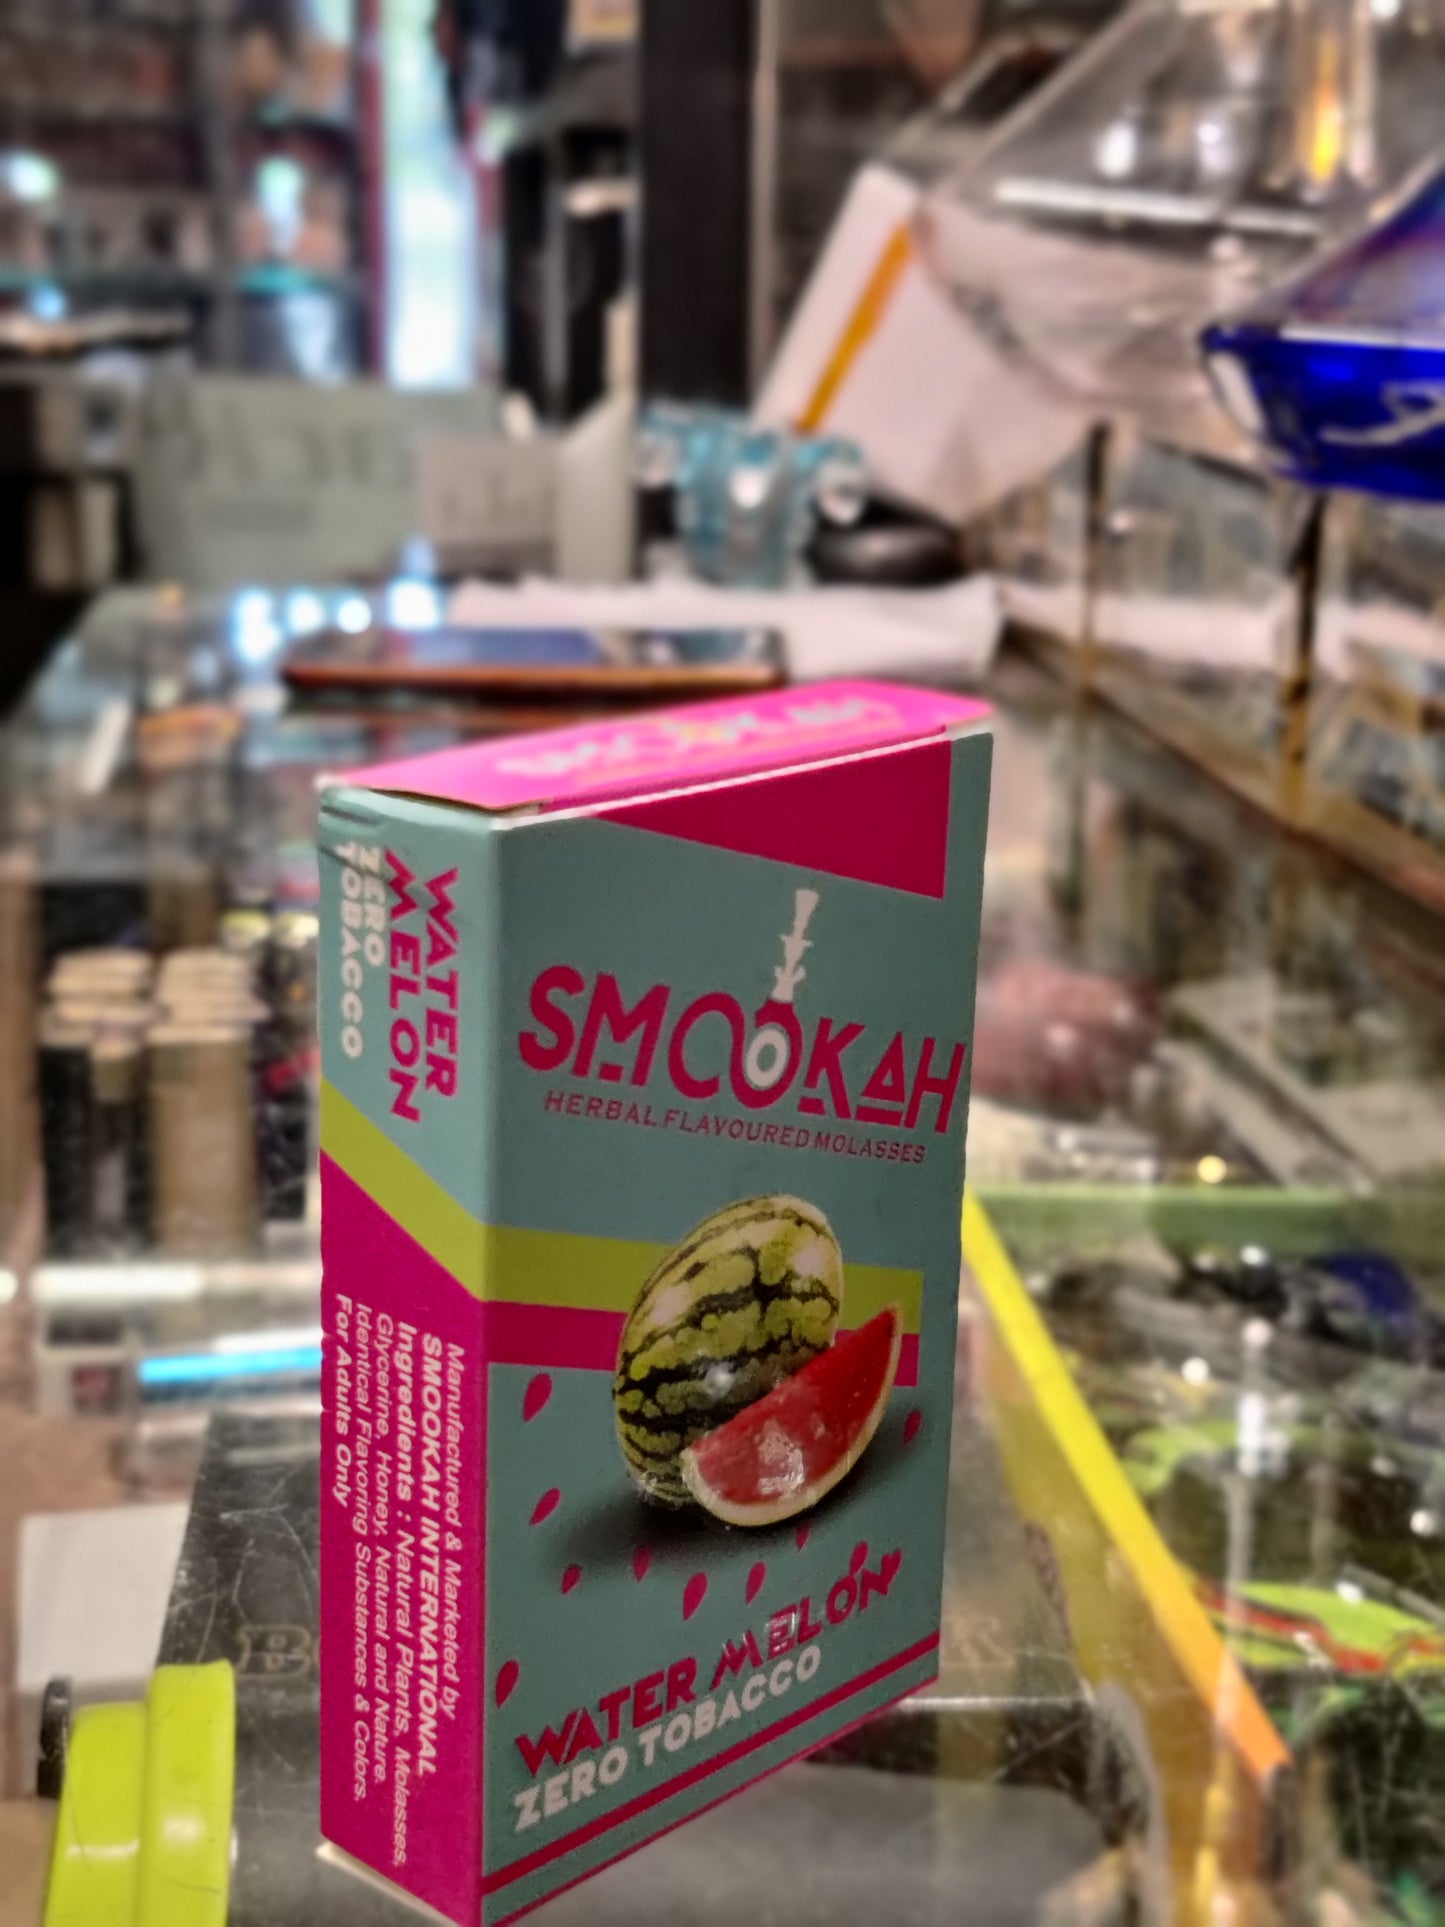 SMOOKAH
SMOOKAH
HERBAL FLAVOURED MOLASSES
WATER MELON
ZERO TOBACCO
WATER
MELON
ZERO
TOBACCO
Manufactured & Marketed by
SMOOKAH INTERNATIONAL
Ingredients : Natural Plants, Molasses,
Glycerine, Honey, Natural and Nature
Identical Flavoring Substances & Colors.
For Adults Only